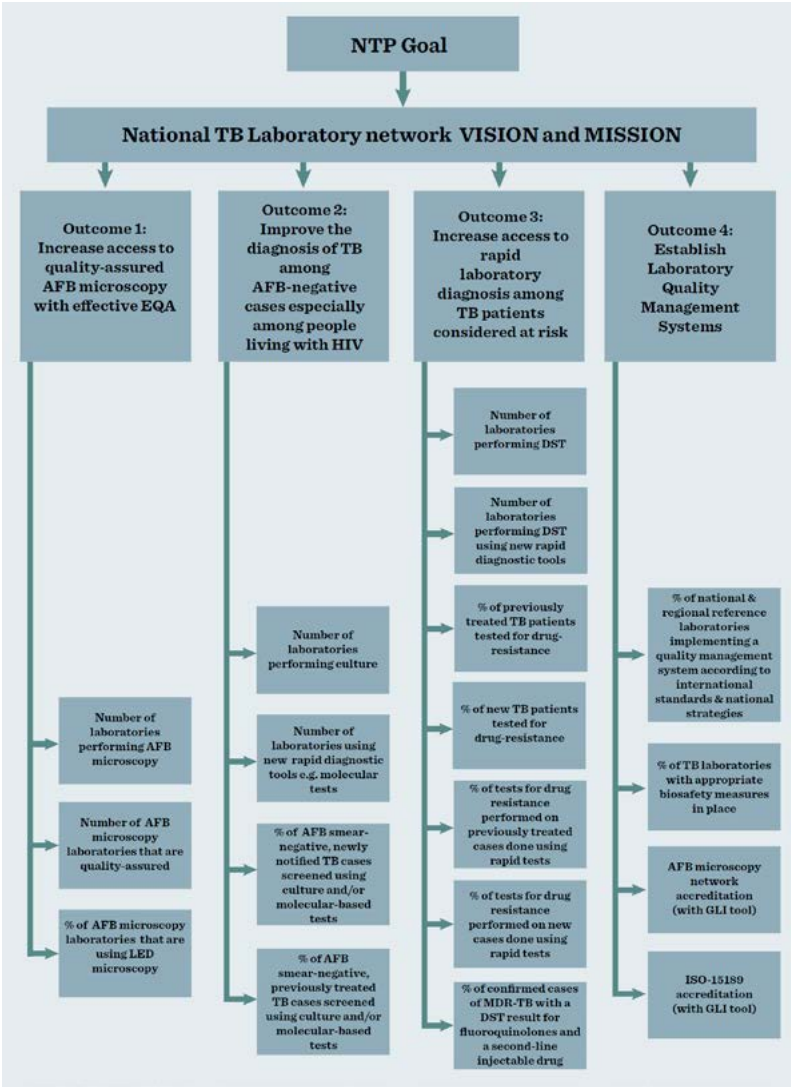 NTP Goal
National TB Laboratory network VISION and MISSION
Outcome 1:
Increase access to
quality-assured
AFB microscopy
with effective EQA
Outcome 2:
Improve the
diagnosis of TB
among
AFB-negative
cases especially
among people
living with HIV
Outcome 3:
Increase access to
rapid
laboratory
diagnosis among
TB patients
considered at risk
Outcome 4:
Establish
Laboratory
Quality
Management
Systems
Number of
laboratories
performing AFB
microscopy
Number of AFB
microscopy
laboratories that are
quality-assured
% of AFB microscopy
laboratories that are
using LED
microscopy
Number of
laboratories
performing culture
Number of
laboratories using
new rapid diagnostic
tools e.g. molecular
tests
% of AFB smear-
negative, newly
notified TB cases
screened using
culture and/or
molecular-based
tests
% of AFB
smear-negative,
previously treated
TB cases screened
using culture and/or
molecular-based
tests
Number of
laboratories
performing DST
Number of
laboratories
performing DST
using new rapid
diagnostic tools
% of previously
treated TB patients
tested for drug-
resistance
% of new TB patients
tested for
drug-resistance
% of tests for drug
resistance
performed on
previously treated
cases done using
rapid tests
% of tests for drug
resistance
performed on new
cases done using
rapid tests
% of confirmed cases
of MDR-TB with a
DST result for
fluoroquinolones and
a second-line
injectable drug
% of national &
regional reference
laboratories
implementing a
quality management
system according to
international
standards & national
strategies
% of TB laboratories
with appropriate
biosafety measures
in place
AFB microscopy
network
accreditation
(with GLI tool)
ISO-15189
accreditation
(with GLI tool)